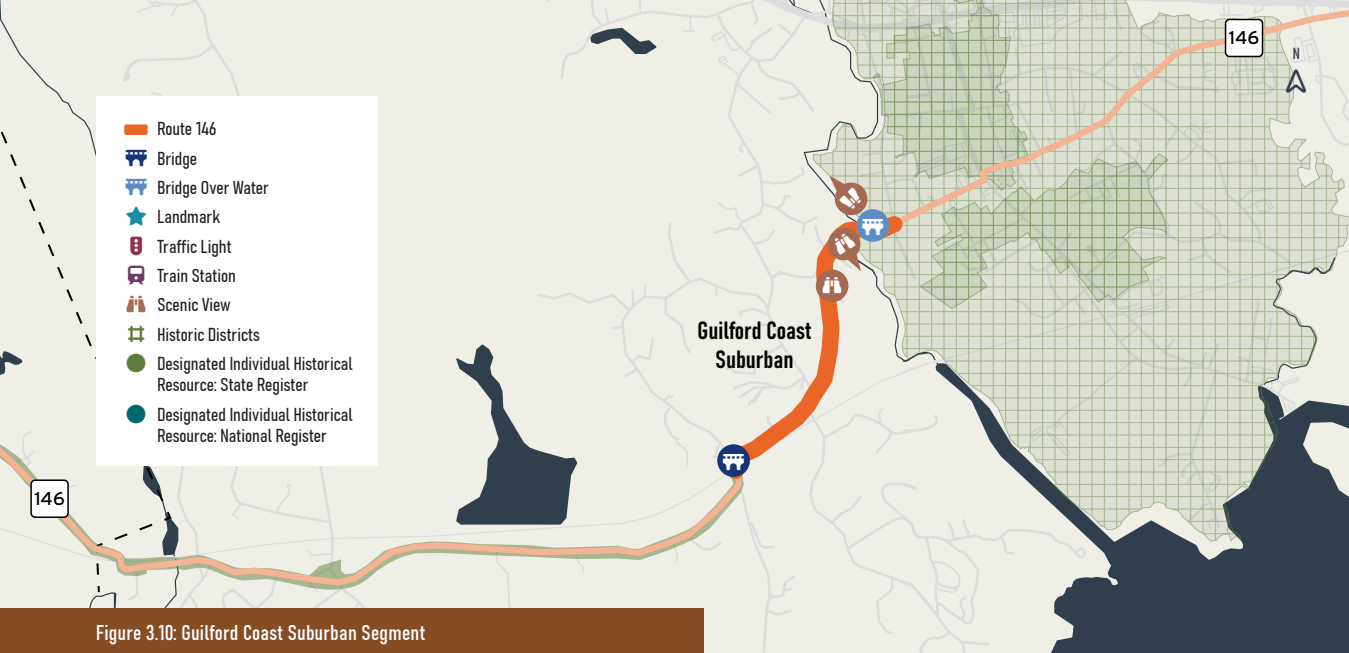 146
N
Route 146
Bridge
Bridge Over Water
Landmark
Traffic Light
Train Station
Scenic View
Historic Districts
Designated Individual Historical
Resource: State Register
Designated Individual Historical
Resource: National Register
Guilford Coast
Suburban
146
Figure 3.10: Guilford Coast Suburban Segment